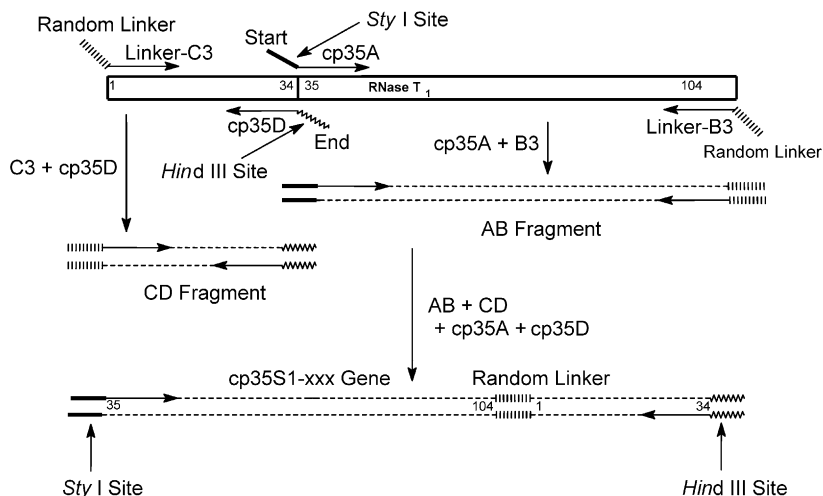 Random Linker
Linker-C3
Start
Sty I Site
cp35A
1
34
35
RNase T1
104
cp35D
End
Hind III Site
C3 + cp35D
cp35A + B3
Linker-B3
Random Linker
AB Fragment
CD Fragment
AB + CD
+ cp35A + cp35D
cp35S1-xxx Gene
Random Linker
35
104
1
34
Sty I Site
Hind III Site